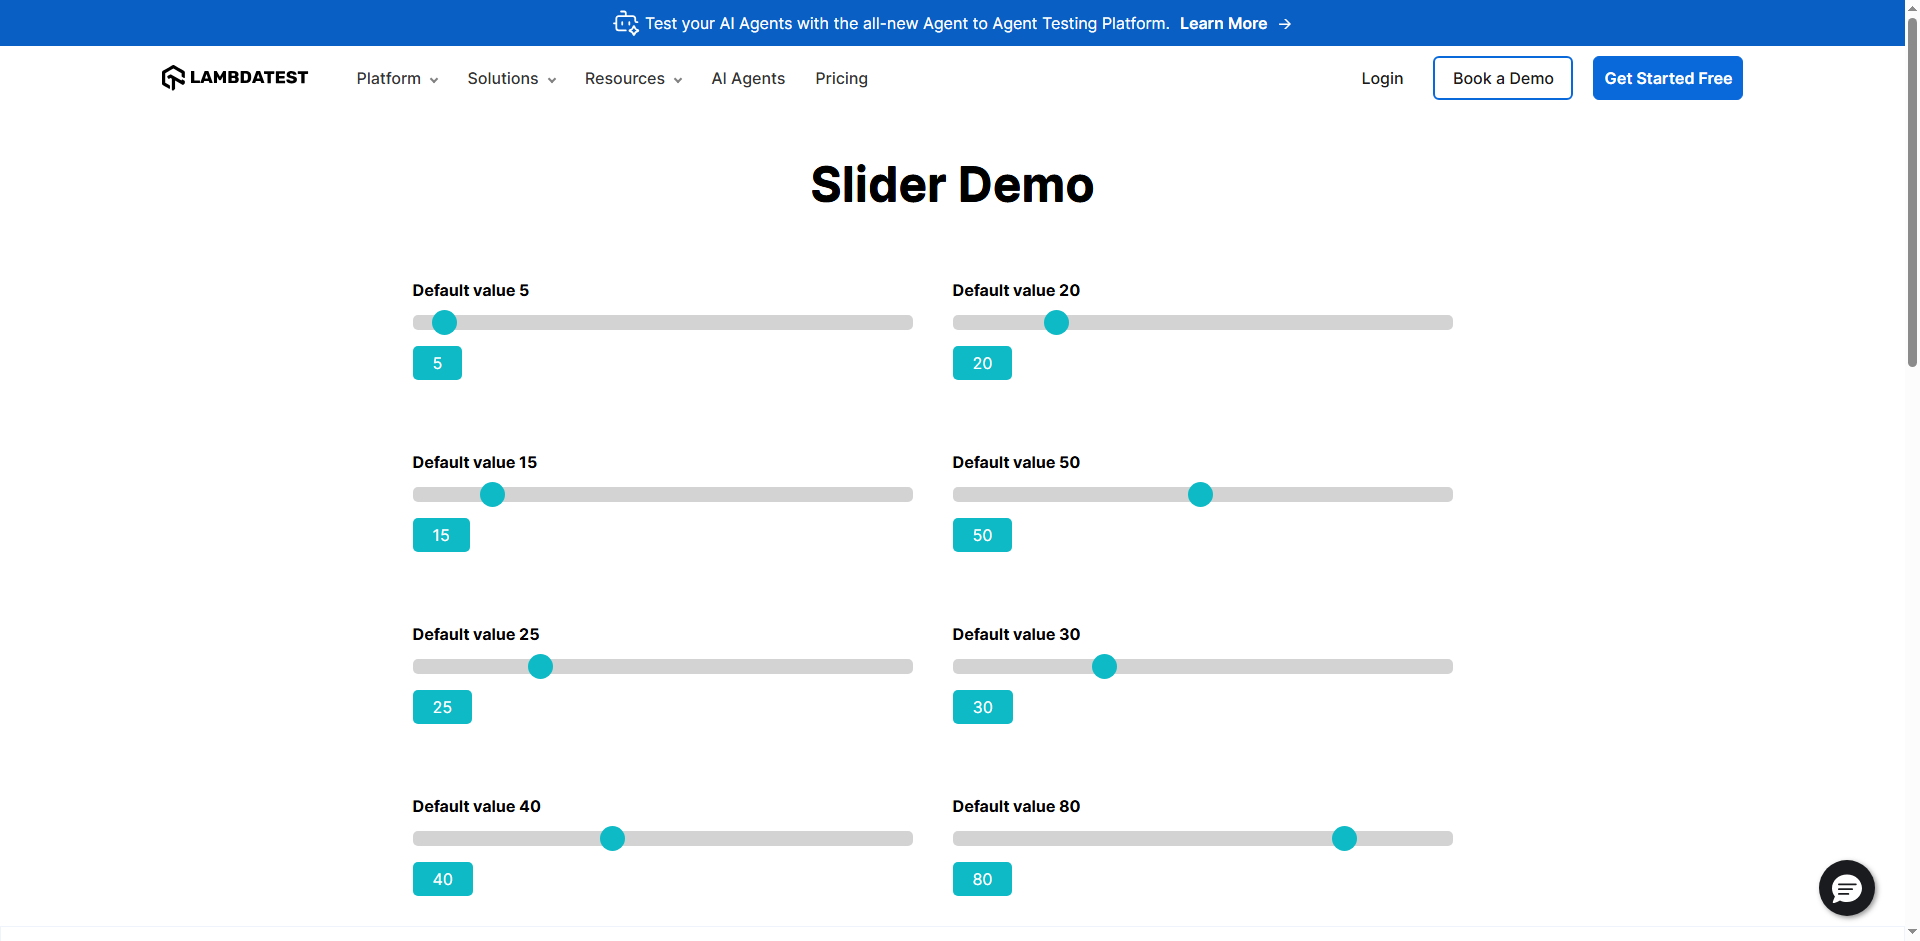 Test your AI Agents with the all-new Agent to Agent Testing Platform. Learn More →
LAMBDATEST Platform Solutions Resources AI Agents Pricing Login Book a Demo Get Started Free
Slider Demo
Default value 5
5
Default value 20
20
Default value 15
15
Default value 50
50
Default value 25
25
Default value 30
30
Default value 40
40
Default value 80
80